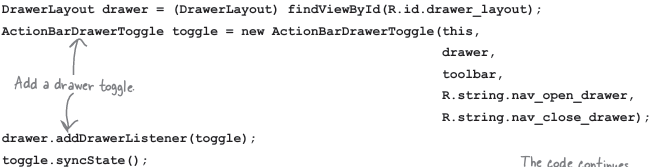 DrawerLayout drawer = (DrawerLayout) findViewById(R.id.drawer_layout);
ActionBarDrawerToggle toggle = new ActionBarDrawerToggle(this,
drawer,
toolbar,
R.string.nav_open_drawer,
R.string.nav_close_drawer);
Add a drawer toggle.
drawer.addDrawerListener(toggle);
toggle.syncState();
The code continues